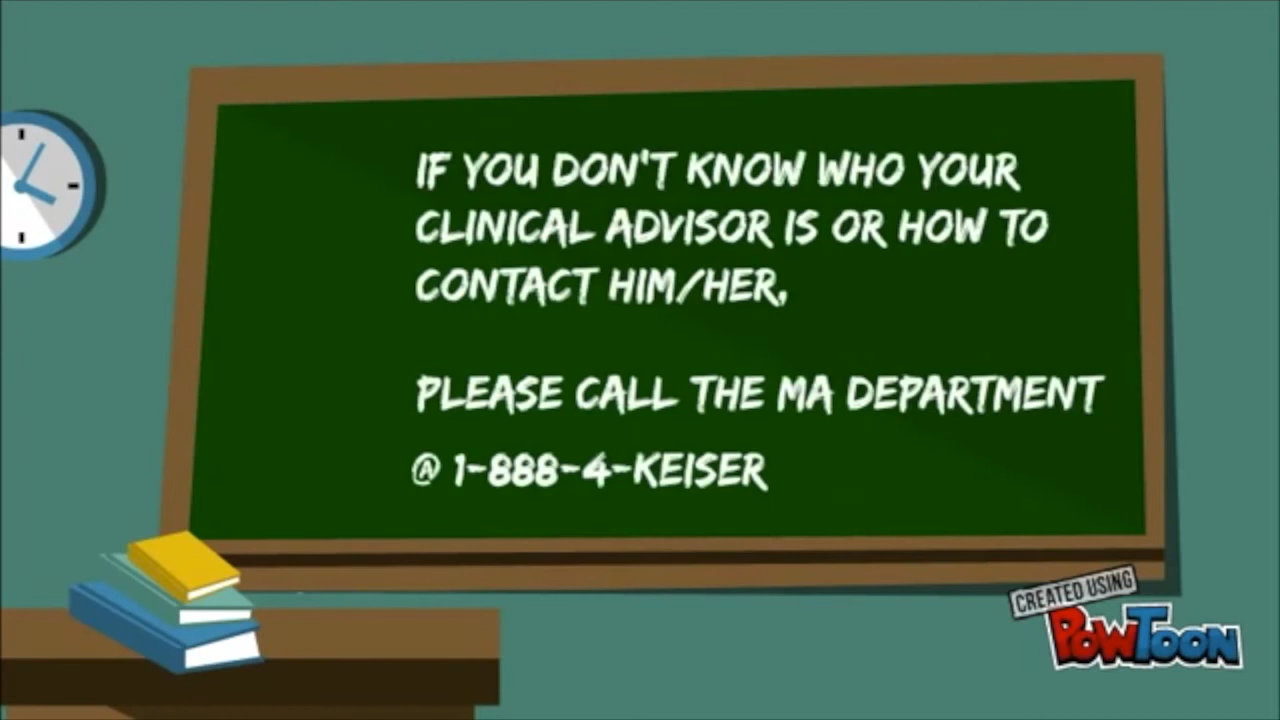 IF YOU DON'T KNOW WHO YOUR
CLINICAL ADVISOR IS OR HOW TO
CONTACT HIM/HER,
PLEASE CALL THE MA DEPARTMENT
@ 1-888-4-KEISER
CREATED USING
POWTOON